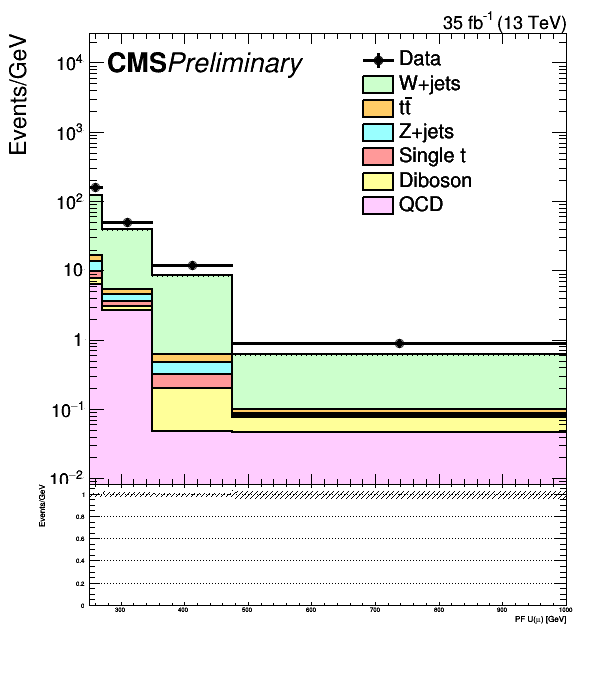 35 fb⁻¹ (13 TeV)
Events/GeV
CMS Preliminary
Data
W+jets
tt̄
Z+jets
Single t
Diboson
QCD
10⁴
10³
10²
10
1
10⁻¹
10⁻²
Events/GeV
1
0.8
0.6
0.4
0.2
0
300 400 500 600 700 800 900 1000
PF U(μ) [GeV]